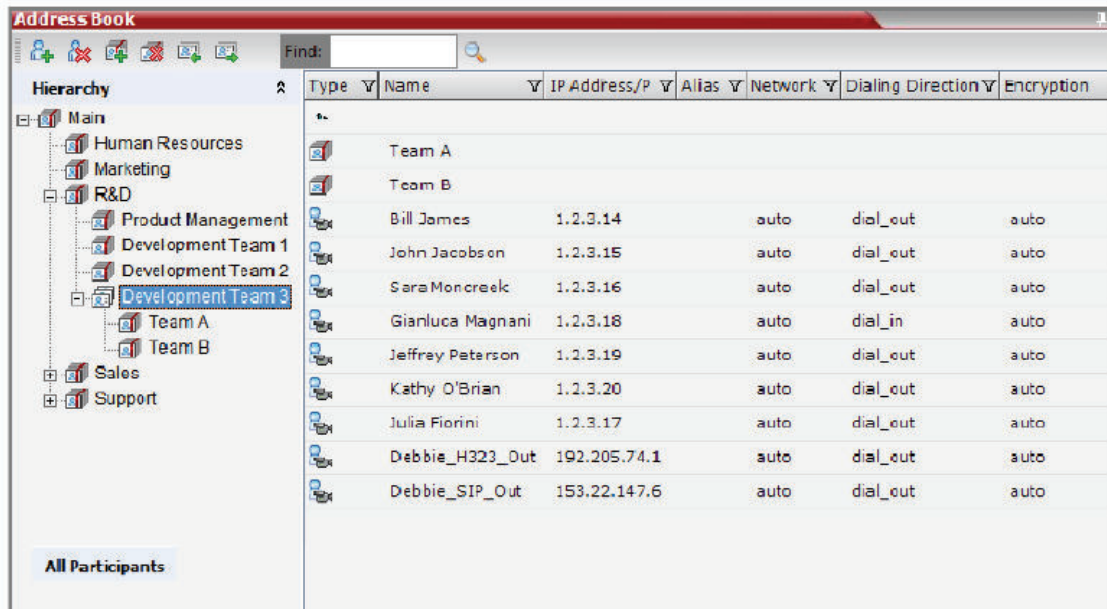 Address Book
Find:
Hierarchy
Main
Human Resources
Marketing
R&D
Product Management
Development Team 1
Development Team 2
Development Team 3
Team A
Team B
Sales
Support
All Participants
Type Name IP Address/P Alias Network Dialing Direction Encryption
Team A
Team B
Bill James 1.2.3.14 auto dial_out auto
John Jacobson 1.2.3.15 auto dial_out auto
Sara Moncreek 1.2.3.16 auto dial_out auto
Gianluca Magnani 1.2.3.18 auto dial_in auto
Jeffrey Peterson 1.2.3.19 auto dial_out auto
Kathy O'Brian 1.2.3.20 auto dial_out auto
Julia Fiorini 1.2.3.17 auto dial_out auto
Debbie_H323_Out 192.205.74.1 auto dial_out auto
Debbie_SIP_Out 153.22.147.6 auto dial_out auto